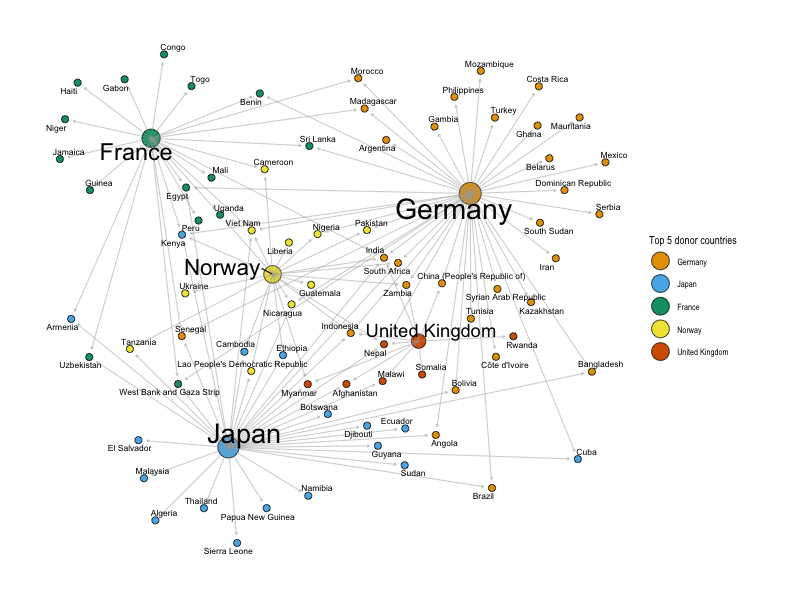 Congo
Mozambique
Morocco
Haiti
Gabon
Togo
Costa Rica
Philippines
Benin
Madagascar
Turkey
Gambia
Niger
Mauritania
Ghana
Sri Lanka
Argentina
France
Jamaica
Cameroon
Mexico
Belarus
Mali
Guinea
Dominican Republic
Egypt
Germany
Uganda
Serbia
Peru
Viet Nam
Nigeria
Pakistan
South Sudan
Kenya
Liberia
India
Top 5 donor countries
Norway
South Africa
Iran
Germany
China (People's Republic of)
Ukraine
Guatemala
Zambia
Syrian Arab Republic
Japan
Nicaragua
Tunisia
Kazakhstan
France
Armenia
Senegal
Indonesia
United Kingdom
Norway
Tanzania
Cambodia
Ethiopia
Nepal
Rwanda
United Kingdom
Uzbekistan
Lao People's Democratic Republic
Somalia
Côte d'Ivoire
Bangladesh
Malawi
West Bank and Gaza Strip
Myanmar
Afghanistan
Bolivia
Botswana
Ecuador
Japan
Djibouti
Angola
El Salvador
Guyana
Cuba
Malaysia
Sudan
Namibia
Brazil
Thailand
Algeria
Papua New Guinea
Sierra Leone